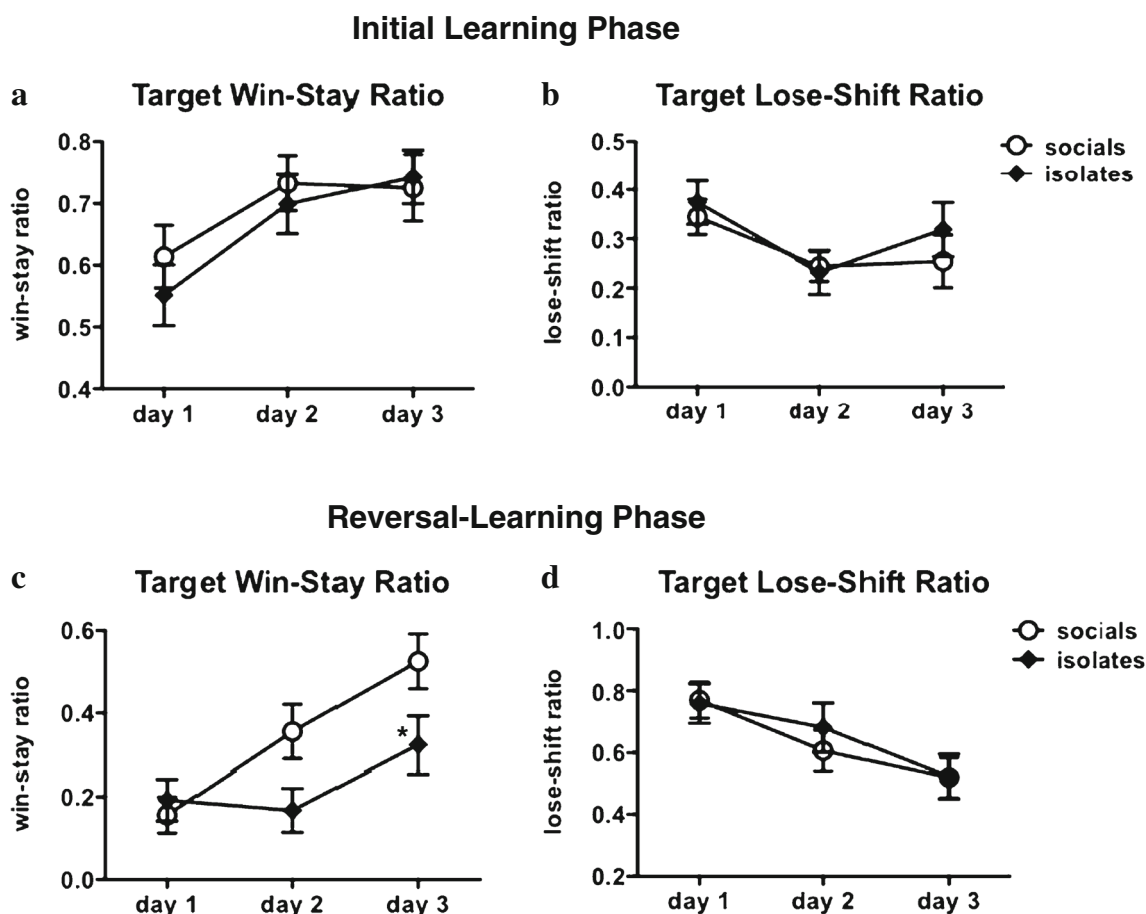 Initial Learning Phase
a Target Win-Stay Ratio
win-stay ratio
0.8
0.7
0.6
0.5
0.4
day 1 day 2 day 3
b Target Lose-Shift Ratio
lose-shift ratio
0.5
0.4
0.3
0.2
0.1
0.0
day 1 day 2 day 3
socials
isolates
Reversal-Learning Phase
c Target Win-Stay Ratio
win-stay ratio
0.6
0.4
0.2
0.0
*
day 1 day 2 day 3
d Target Lose-Shift Ratio
lose-shift ratio
1.0
0.8
0.6
0.4
0.2
day 1 day 2 day 3
socials
isolates